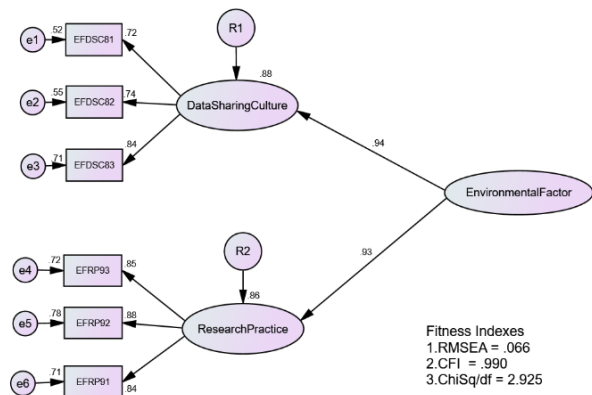 e1
.52
EFDSC81
.72
R1
.88
e2
.55
EFDSC82
.74
DataSharingCulture
e3
.71
EFDSC83
.84
.94
EnvironmentalFactor
.93
e4
.72
EFRP93
.85
R2
.86
e5
.78
EFRP92
.88
ResearchPractice
e6
.71
EFRP91
.84
Fitness Indexes
1.RMSEA = .066
2.CFI = .990
3.ChiSq/df = 2.925